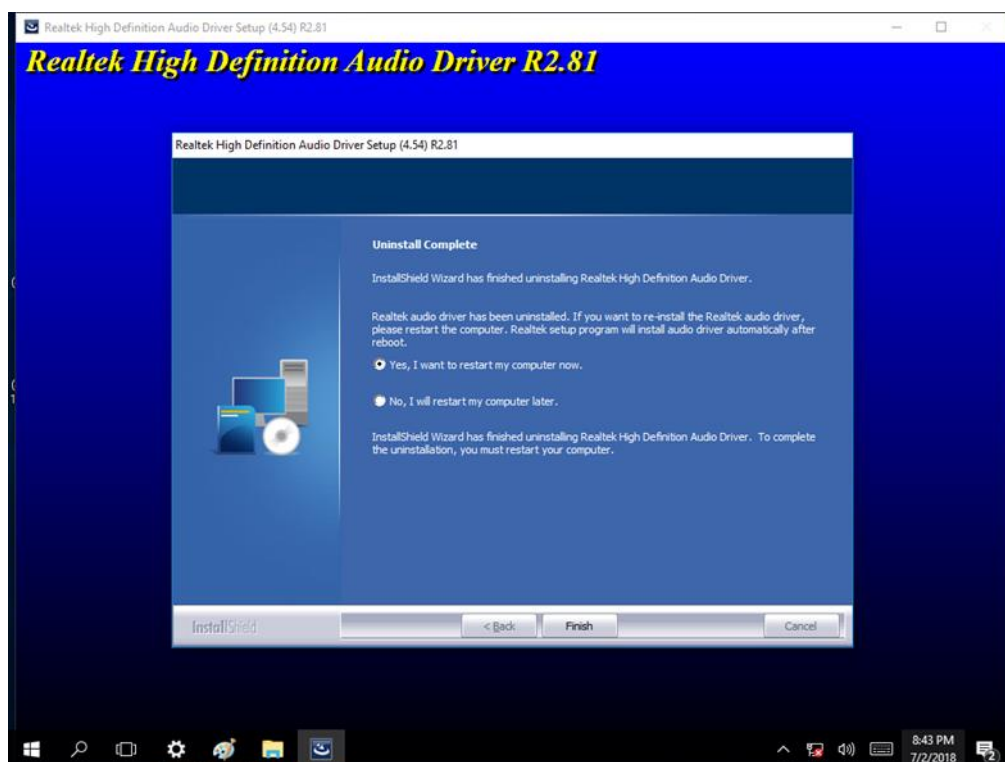 Realtek High Definition Audio Driver Setup (4.54) R2.81
Realtek High Definition Audio Driver R2.81
Realtek High Definition Audio Driver Setup (4.54) R2.81
Uninstall Complete
InstallShield Wizard has finished uninstalling Realtek High Definition Audio Driver.
Realtek audio driver has been uninstalled. If you want to re-install the Realtek audio driver,
please restart the computer. Realtek setup program will install audio driver automatically after
reboot.
Yes, I want to restart my computer now.
No, I will restart my computer later.
InstallShield Wizard has finished uninstalling Realtek High Definition Audio Driver. To complete
the uninstallation, you must restart your computer.
InstallShield
< Back
Finish
Cancel
8:43 PM
7/2/2018
2